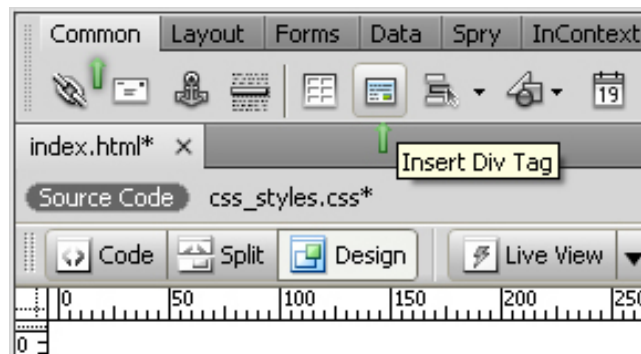 Common Layout Forms Data Spry InContext
19
index.html*
Insert Div Tag
Source Code css_styles.css*
Code Split Design Live View
0 50 100 150 200 250
0